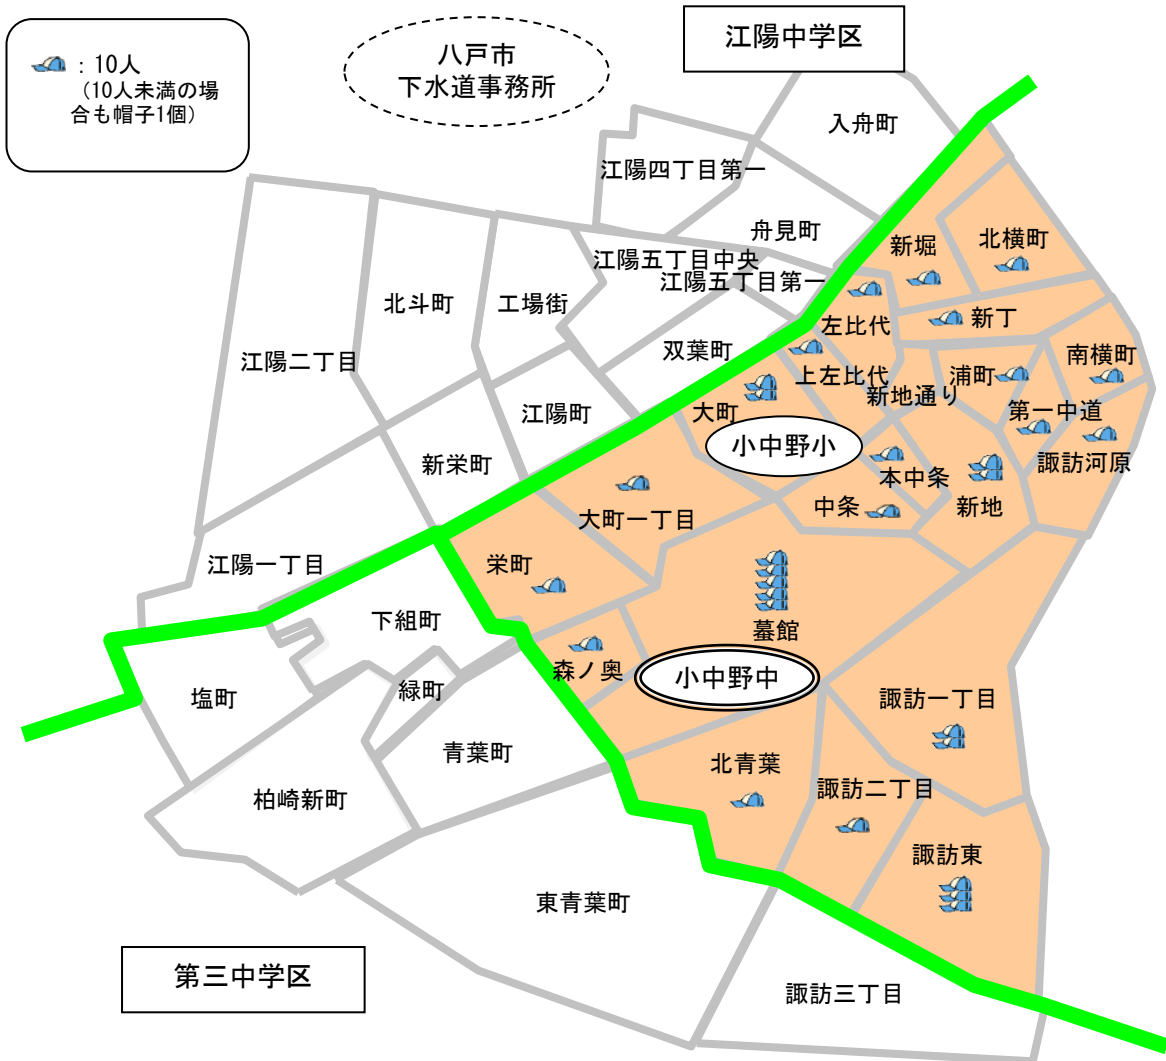 ：10人
（10人未満の場
合も帽子1個）
八戸市
下水道事務所
江陽中学区
入舟町
江陽四丁目第一
舟見町
新堀
北横町
江陽五丁目中央
江陽五丁目第一
北斗町
工場街
左比代
新丁
江陽二丁目
双葉町
上左比代
南横町
新地通り
浦町
江陽町
大町
第一中道
小中野小
諏訪河原
新栄町
本中条
大町一丁目
中条
新地
江陽一丁目
栄町
下組町
蟇館
森ノ奥
小中野中
緑町
塩町
諏訪一丁目
青葉町
北青葉
諏訪二丁目
柏崎新町
諏訪東
東青葉町
第三中学区
諏訪三丁目